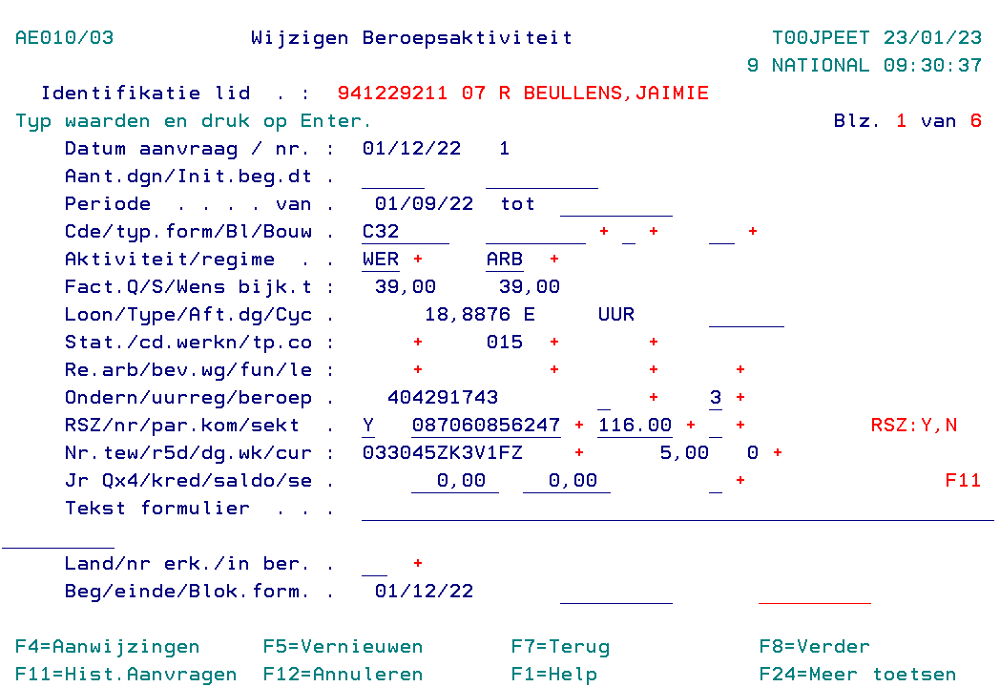 AE010/03 Wijzigen Beroepsaktiviteit T00JPEET 23/01/23
9 NATIONAL 09:30:37
Identifikatie lid . : 941229211 07 R BEULLENS,JAIMIE
Typ waarden en druk op Enter. Blz. 1 van 6
Datum aanvraag / nr. : 01/12/22 1
Aant.dgn/Init.beg.dt .
Periode . . . . van . 01/09/22 tot
Cde/typ.form/Bl/Bouw . C32 + + +
Aktiviteit/regime . . WER + ARB +
Fact.Q/S/Wens bijk.t : 39,00 39,00
Loon/Type/Aft.dg/Cyc . 18,8876 E UUR
Stat./cd.werkn/tp.co : + 015 + +
Re.arb/bev.wg/fun/le : + + + +
Ondern/uurreg/beroep . 404291743 + 3 +
RSZ/nr/par.kom/sekt . Y 087060856247 + 116.00 + + RSZ:Y,N
Nr.tew/r5d/dg.wk/cur : 033045ZK3V1FZ + 5,00 0 +
Jr Qx4/kred/saldo/se . 0,00 0,00 + F11
Tekst formulier . . .
Land/nr erk./in ber. . +
Beg/einde/Blok.form. . 01/12/22
F4=Aanwijzingen F5=Vernieuwen F7=Terug F8=Verder
F11=Hist.Aanvragen F12=Annuleren F1=Help F24=Meer toetsen